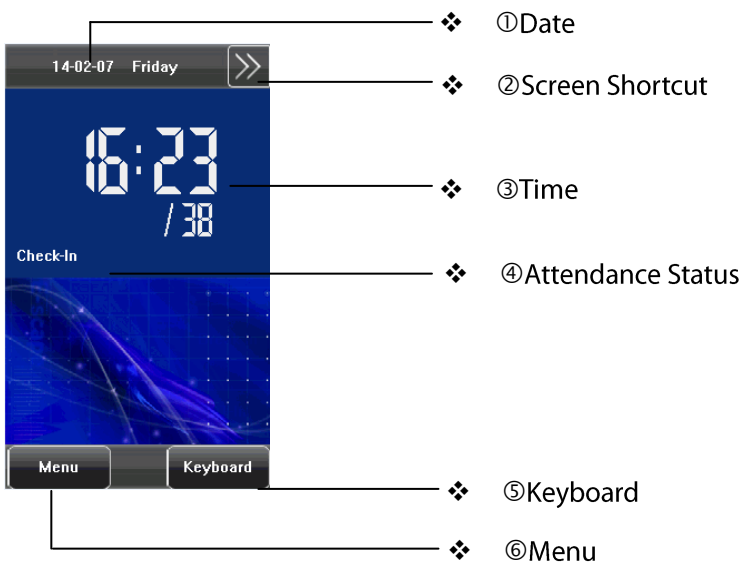 ❖ ①Date
14-02-07 Friday
❖ ②Screen Shortcut
16:23
❖ ③Time
/38
Check-In
❖ ④Attendance Status
Menu Keyboard
❖ ⑤Keyboard
❖ ⑥Menu